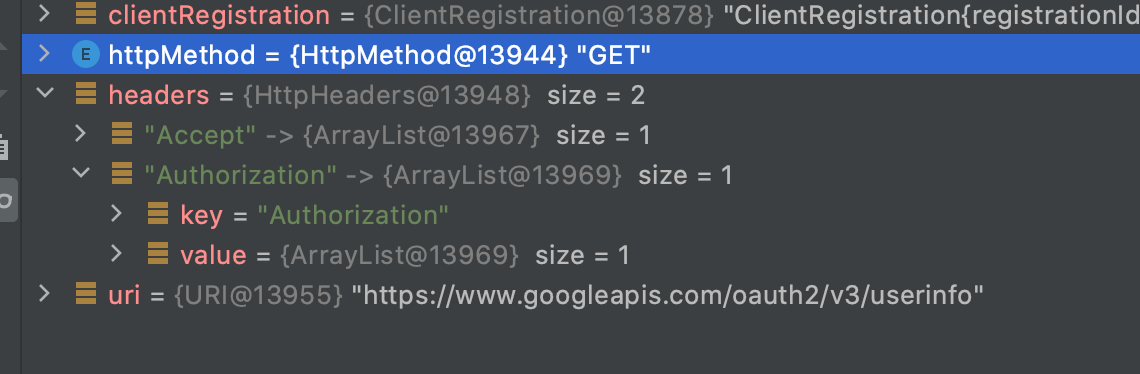 clientRegistration = {ClientRegistration@13878} "ClientRegistration{registrationId
E httpMethod = {HttpMethod@13944} "GET"
headers = {HttpHeaders@13948} size = 2
"Accept" -> {ArrayList@13967} size = 1
"Authorization" -> {ArrayList@13969} size = 1
key = "Authorization"
value = {ArrayList@13969} size = 1
uri = {URI@13955} "https://www.googleapis.com/oauth2/v3/userinfo"